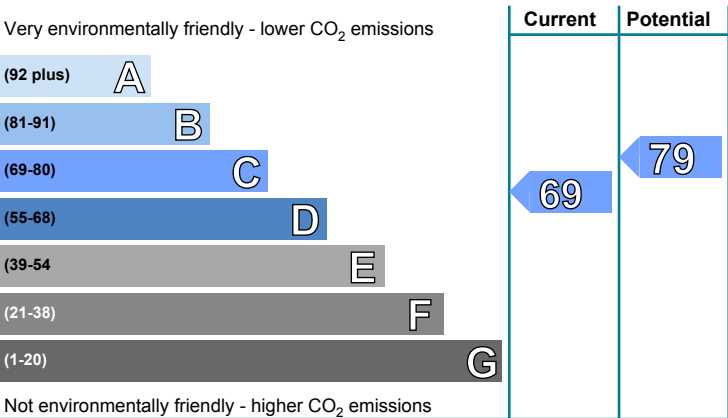 Very environmentally friendly - lower CO2 emissions
Current
Potential
(92 plus) A
(81-91) B
(69-80) C
(55-68) D
(39-54 E
(21-38) F
(1-20) G
69
79
Not environmentally friendly - higher CO2 emissions